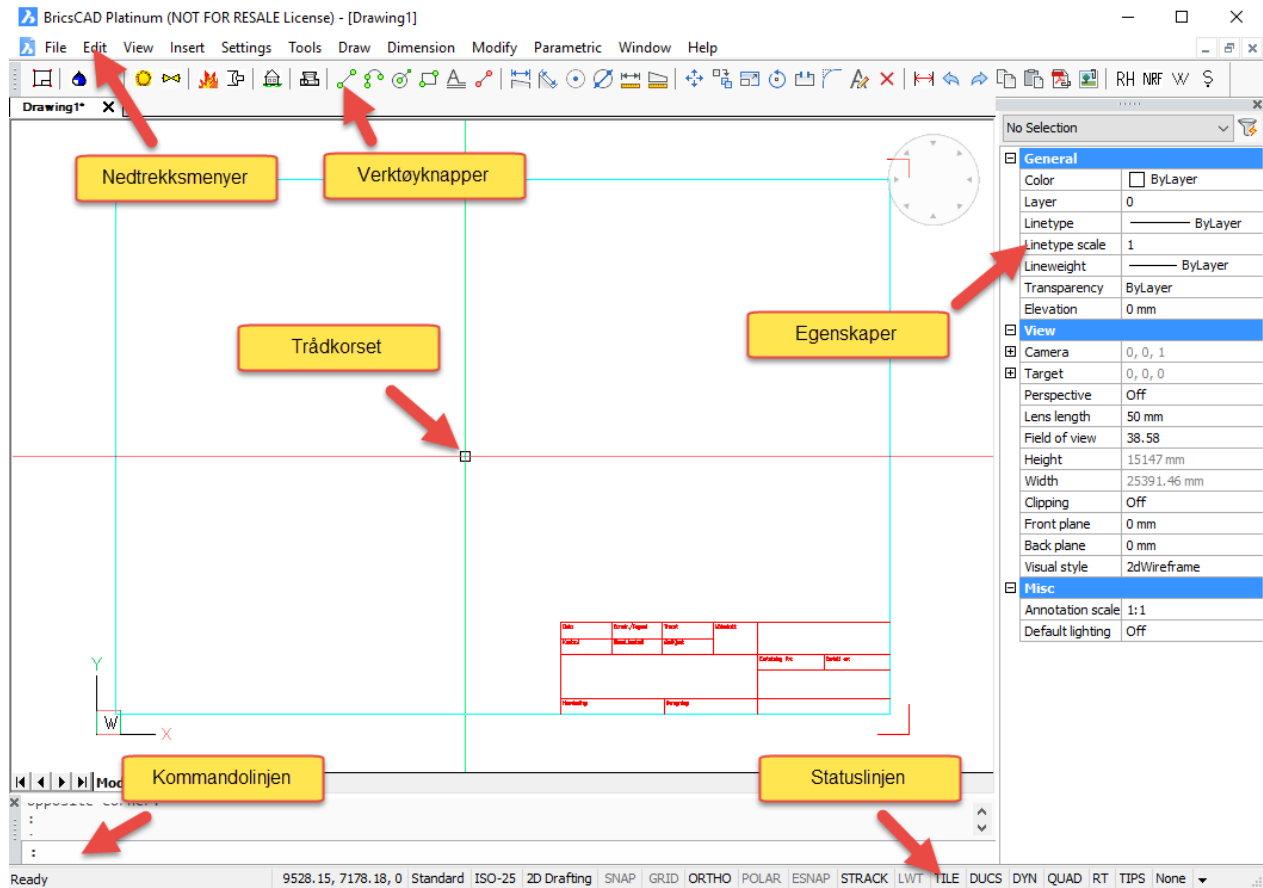 BricsCAD Platinum (NOT FOR RESALE License) - [Drawing1]
File Edit View Insert Settings Tools Draw Dimension Modify Parametric Window Help
RH NRF W S
Drawing1*
Nedtrekksmenyer
Verktøyknapper
Trådkorset
Egenskaper
No Selection
General
Color ByLayer
Layer 0
Linetype ByLayer
Linetype scale 1
Lineweight ByLayer
Transparency ByLayer
Elevation 0 mm
View
Camera 0, 0, 1
Target 0, 0, 0
Perspective Off
Lens length 50 mm
Field of view 38.58
Height 15147 mm
Width 25391.46 mm
Clipping Off
Front plane 0 mm
Back plane 0 mm
Visual style 2dWireframe
Misc
Annotation scale 1:1
Default lighting Off
Y
W
X
Kommandolinjen
Statuslinjen
:
:
Ready 9528.15, 7178.18, 0 Standard ISO-25 2D Drafting SNAP GRID ORTHO POLAR ESNAP STRACK LWT TILE DUCS DYN QUAD RT TIPS None